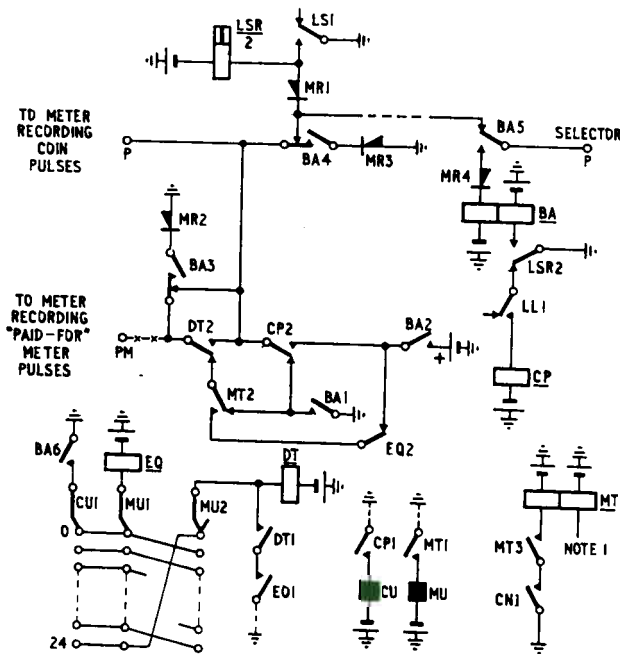 LSR
2
LS1
MR1
TO METER
RECORDING
COIN
PULSES
P
BA4
MR3
BA5
SELECTOR
P
MR4
BA
MR2
BA3
LSR2
LL1
TO METER
RECORDING
"PAID-FOR"
METER
PULSES
PM
DT2
CP2
BA2
+
CP
MT2
BA1
EQ2
BA6
EQ
DT
CU1
MU1
MU2
MT
0
DT1
CP1
MT1
MT3
NOTE 1
EQ1
CU
MU
CN1
24